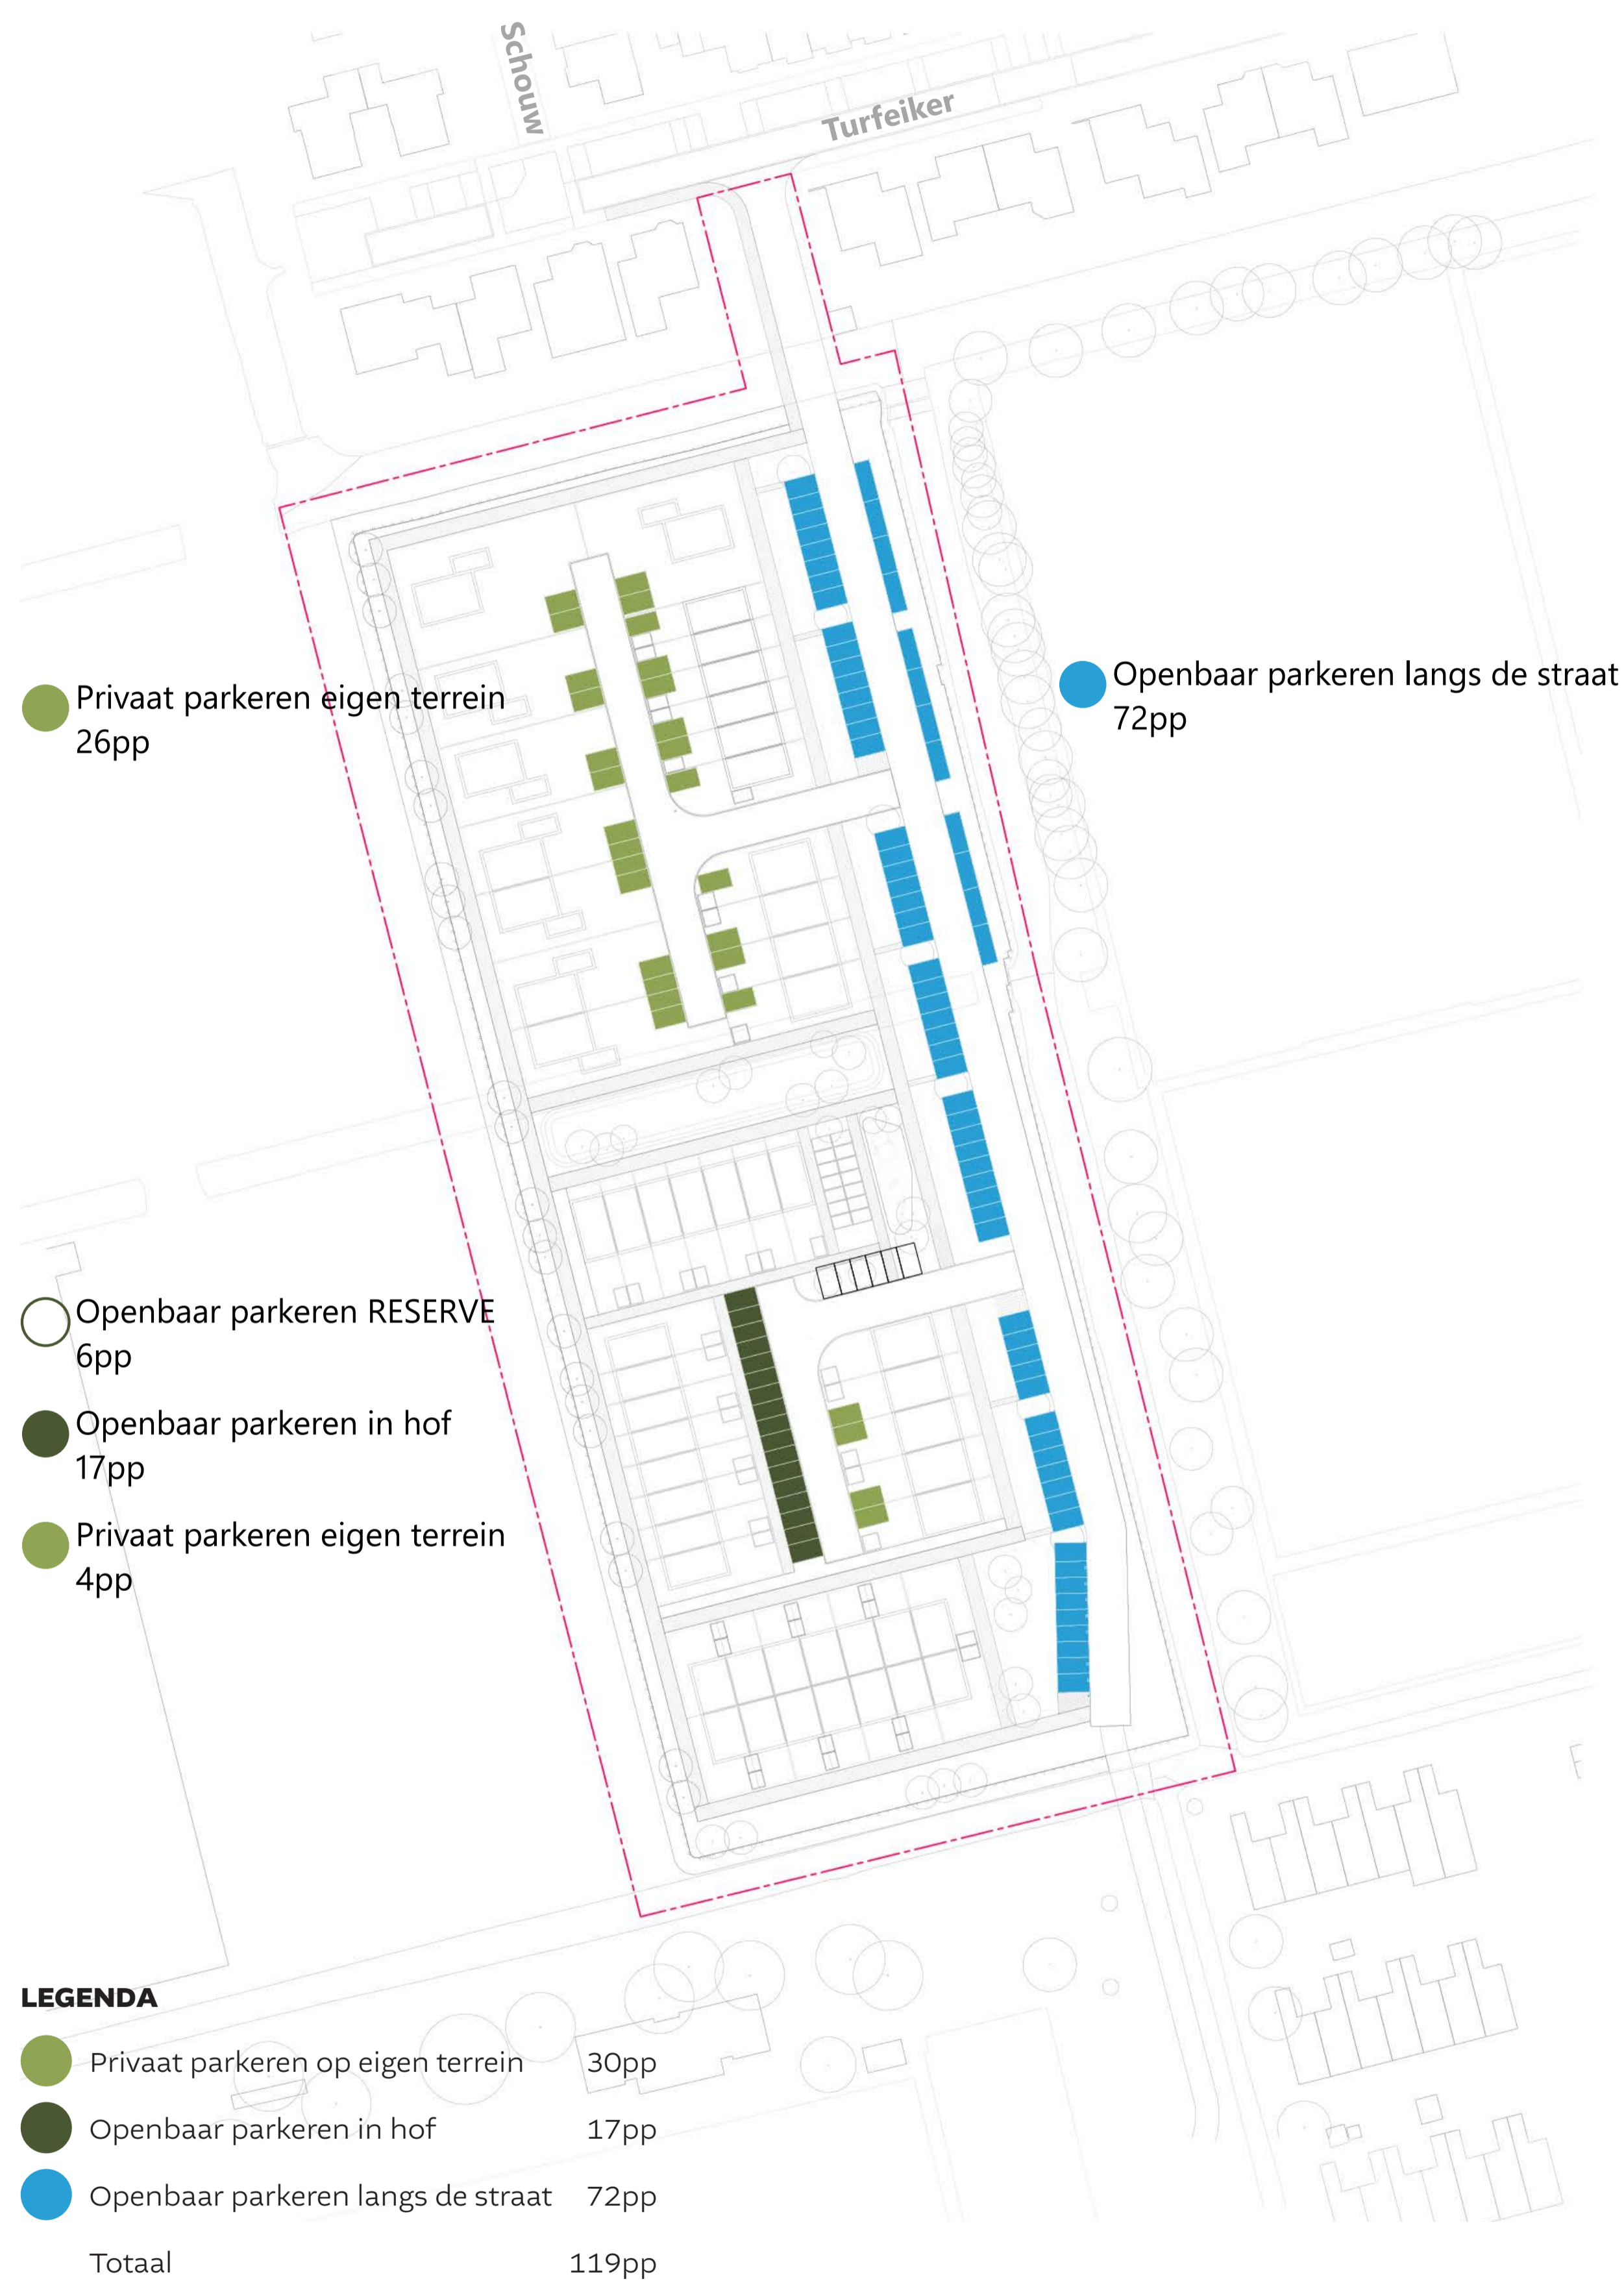 Schouw
Turfeiker
Privaat parkeren eigen terrein
26pp
Openbaar parkeren langs de straat
72pp
Openbaar parkeren RESERVE
6pp
Openbaar parkeren in hof
17pp
Privaat parkeren eigen terrein
4pp
LEGENDA
Privaat parkeren op eigen terrein 30pp
Openbaar parkeren in hof 17pp
Openbaar parkeren langs de straat 72pp
Totaal 119pp